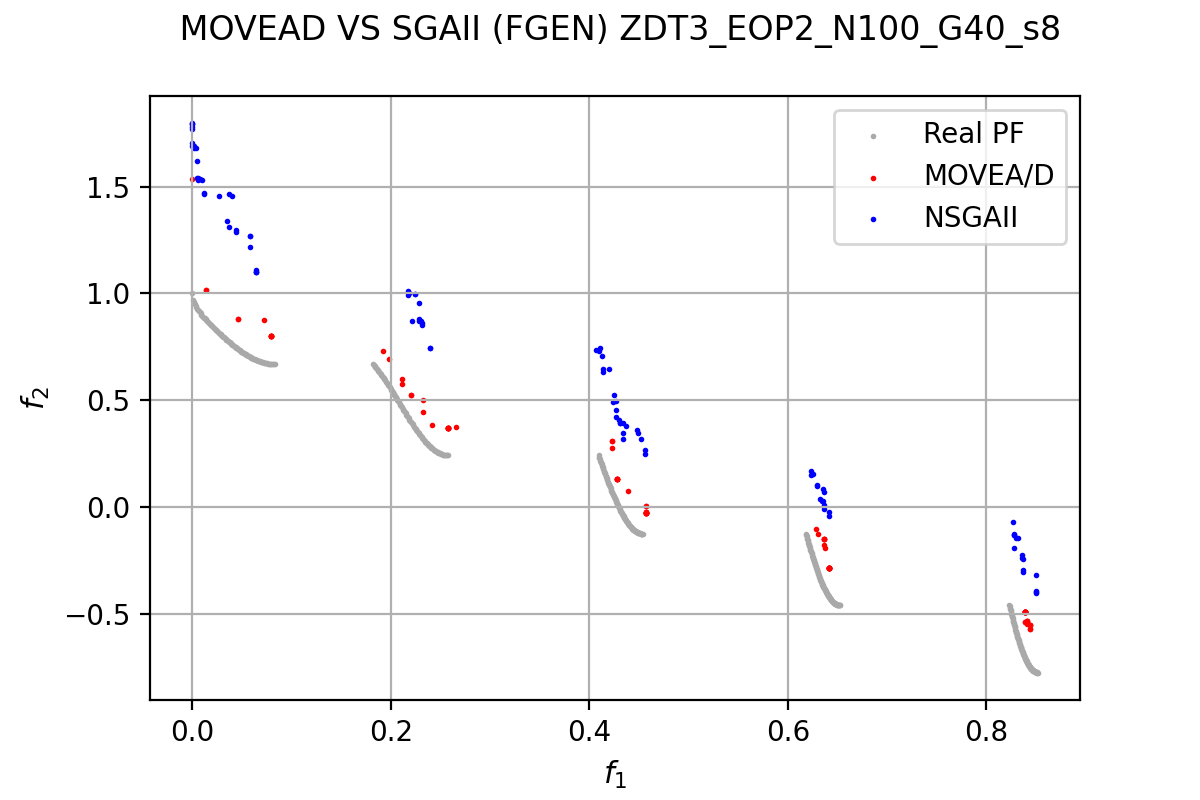 MOVEAD VS SGAII (FGEN) ZDT3_EOP2_N100_G40_s8
Real PF
MOVEA/D
NSGAII
1.5
1.0
0.5
0.0
−0.5
f2
0.0 0.2 0.4 0.6 0.8
f1